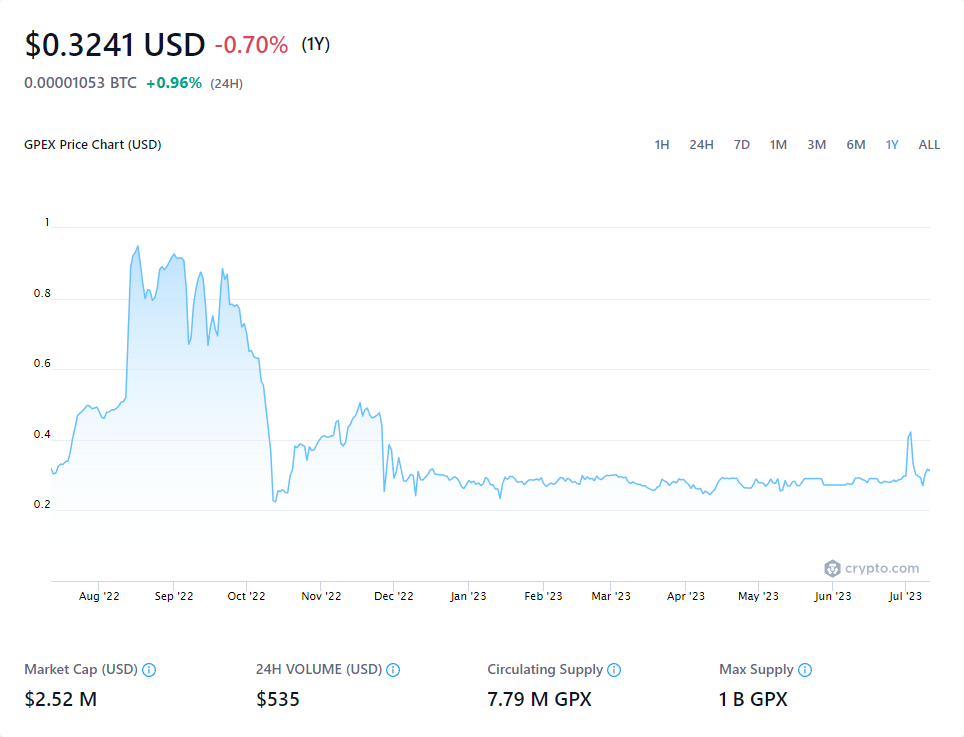 $0.3241 USD -0.70% (1Y)
0.00001053 BTC +0.96% (24H)
GPEX Price Chart (USD) 1H 24H 7D 1M 3M 6M 1Y ALL
1
0.8
0.6
0.4
0.2
crypto.com
Aug '22 Sep '22 Oct '22 Nov '22 Dec '22 Jan '23 Feb '23 Mar '23 Apr '23 May '23 Jun '23 Jul '23
Market Cap (USD) 24H VOLUME (USD) Circulating Supply Max Supply
$2.52 M $535 7.79 M GPX 1 B GPX